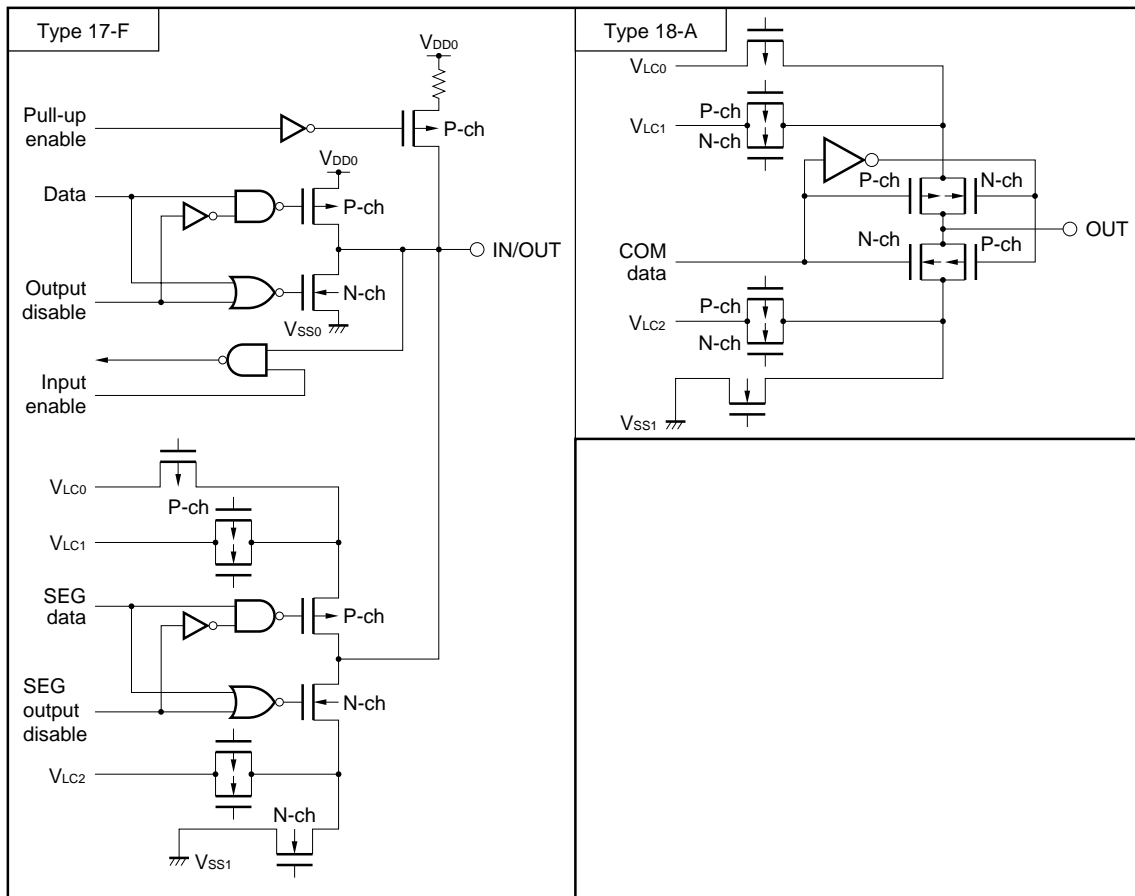 Type 17-F
VDD0
Pull-up
enable
P-ch
VDD0
Data
P-ch
IN/OUT
Output
disable
N-ch
VSS0
Input
enable
VLC0
P-ch
VLC1
SEG
data
P-ch
SEG
output
disable
N-ch
VLC2
N-ch
VSS1
Type 18-A
VLC0
P-ch
VLC1
N-ch
P-ch
N-ch
OUT
N-ch
P-ch
COM
data
P-ch
VLC2
N-ch
VSS1